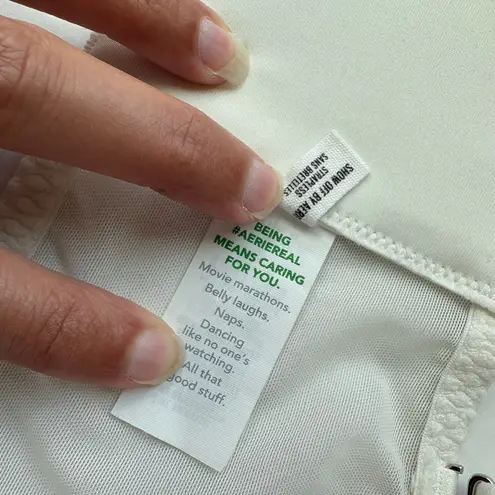 SHOW OFF BY AERI
STRAPLESS
SANS BRETELLES
BEING
#AERIEREAL
MEANS CARING
FOR YOU.
Movie marathons.
Belly laughs.
Naps.
Dancing
like no one's
watching.
All that
good stuff.